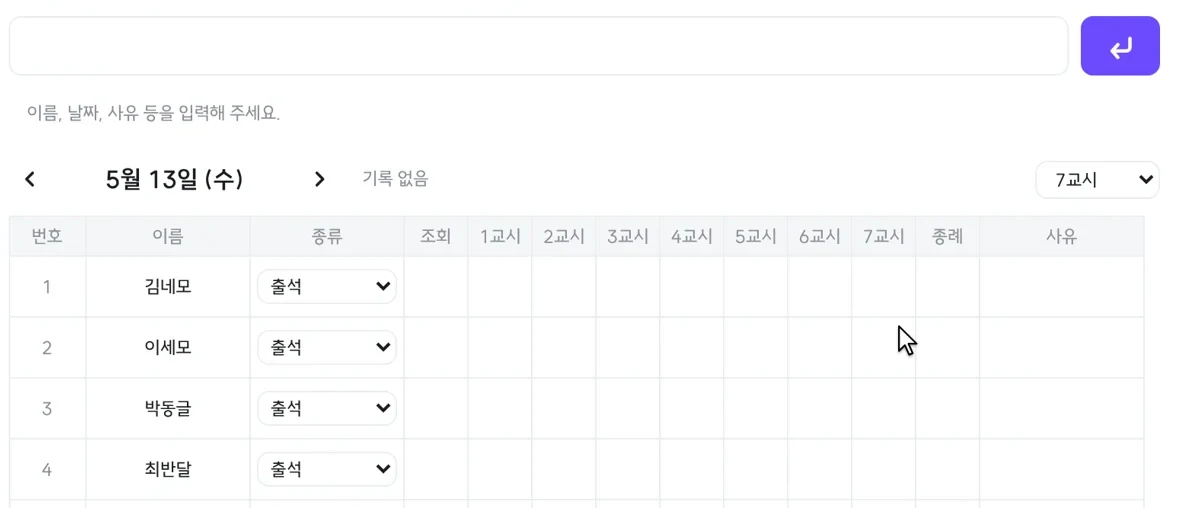 이름, 날짜, 사유 등을 입력해 주세요.
5월 13일 (수) 기록 없음 7교시
번호 이름 종류 조회 1교시 2교시 3교시 4교시 5교시 6교시 7교시 종례 사유
1 김네모 출석
2 이세모 출석
3 박동글 출석
4 최반달 출석